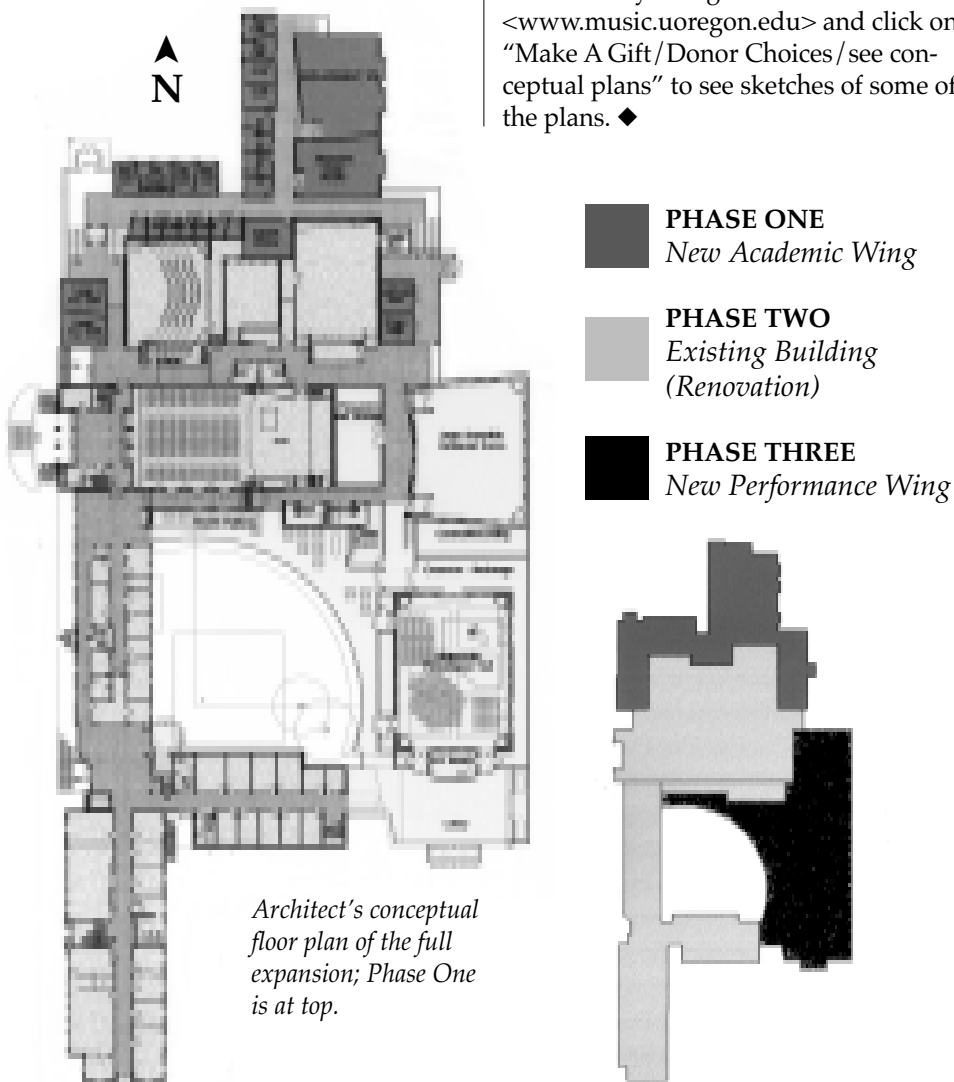 <www.music.uoregon.edu> and click on
“Make A Gift/Donor Choices/see con-
ceptual plans” to see sketches of some of
the plans. ◆
N
PHASE ONE
New Academic Wing
PHASE TWO
Existing Building
(Renovation)
PHASE THREE
New Performance Wing
Architect's conceptual
floor plan of the full
expansion; Phase One
is at top.